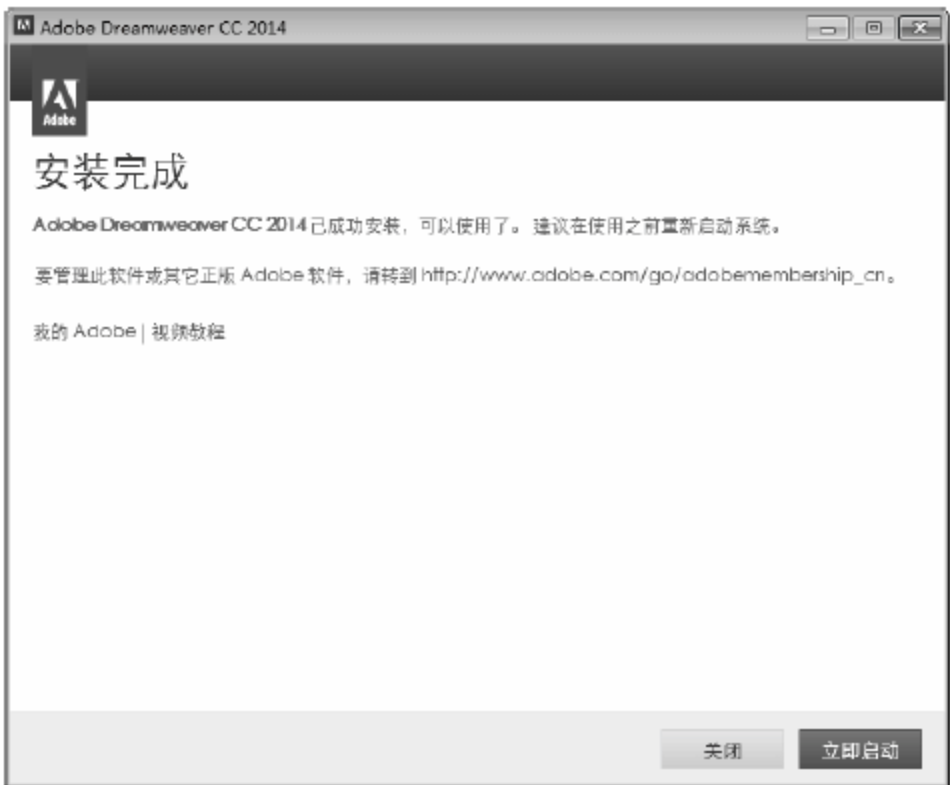 Adobe Dreamweaver CC 2014
Adobe
安装完成
Adobe Dreamweaver CC 2014 已成功安装，可以使用了。 建议在使用之前重新启动系统。
要管理此软件或其它正版 Adobe 软件，请转到 http://www.adobe.com/go/adobemembership_cn。
我的 Adobe | 视频教程
关闭 立即启动